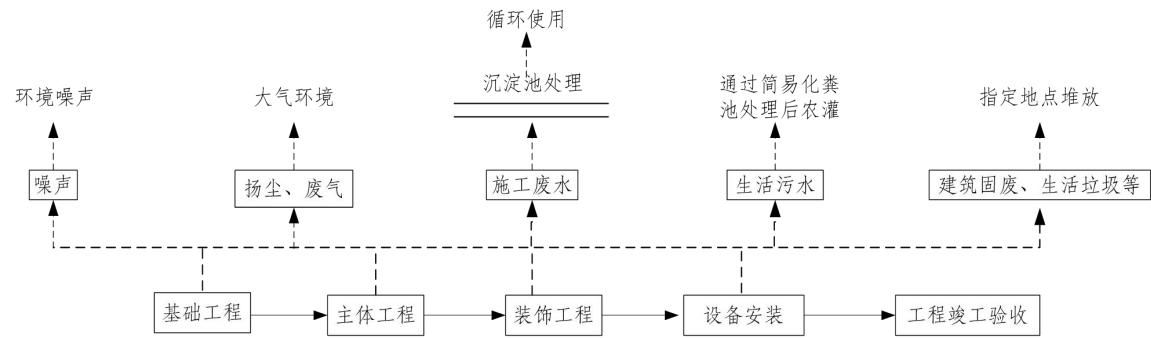 循环使用
环境噪声
大气环境
沉淀池处理
通过简易化粪
池处理后农灌
指定地点堆放
噪声
扬尘、废气
施工废水
生活污水
建筑固废、生活垃圾等
基础工程
主体工程
装饰工程
设备安装
工程竣工验收